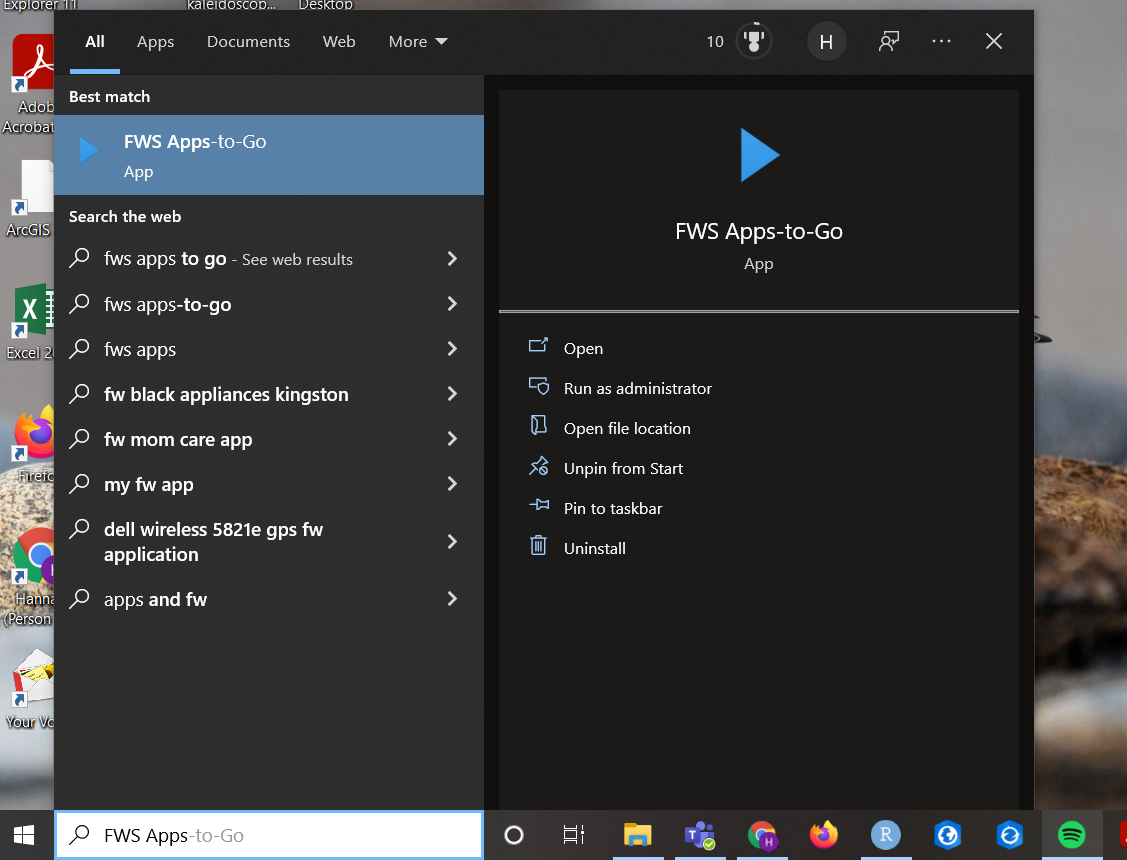 Explorer 11
kaleidoscop...
Desktop
All
Apps
Documents
Web
More
10
H
Best match
FWS Apps-to-Go
App
Search the web
fws apps to go - See web results
fws apps-to-go
fws apps
fw black appliances kingston
fw mom care app
my fw app
dell wireless 5821e gps fw
application
apps and fw
FWS Apps-to-Go
App
Open
Run as administrator
Open file location
Unpin from Start
Pin to taskbar
Uninstall
Adob
Acrobat
ArcGIS
X
Excel 20
Firefo
Hanna
(Person
Your Vo
FWS Apps-to-Go
T
H
R